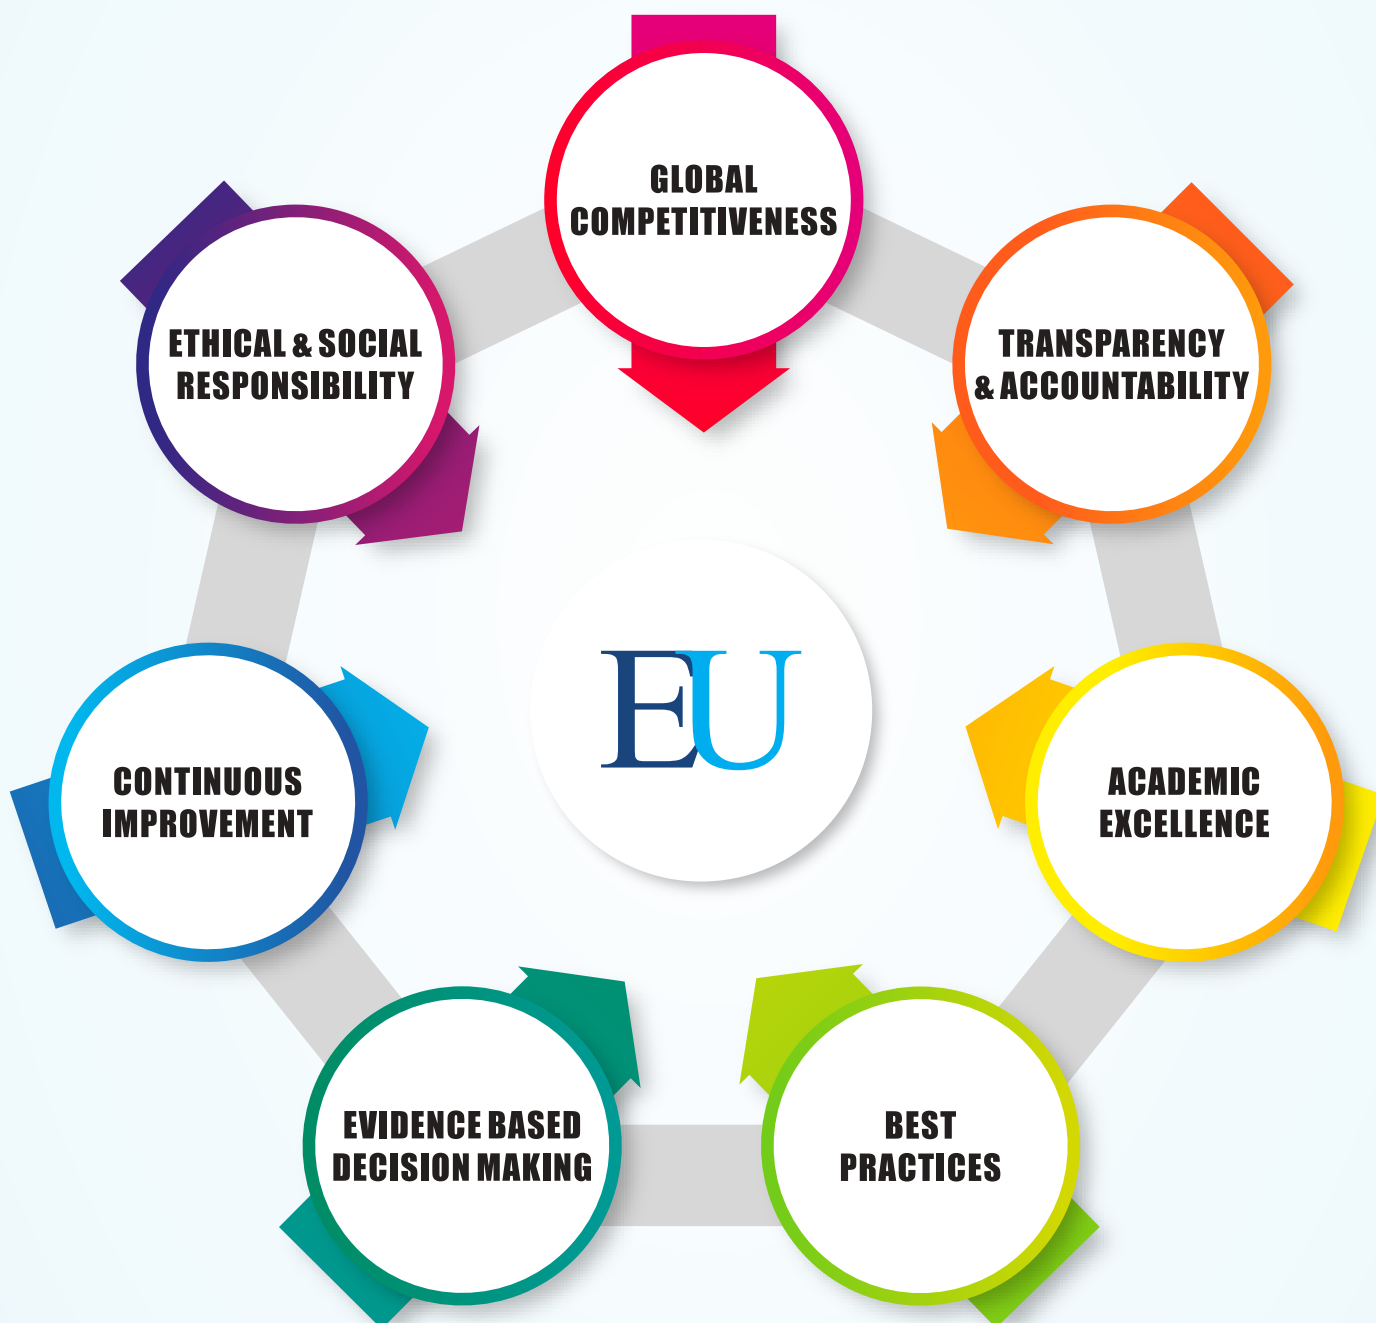 GLOBAL
COMPETITIVENESS
TRANSPARENCY
& ACCOUNTABILITY
ACADEMIC
EXCELLENCE
BEST
PRACTICES
EVIDENCE BASED
DECISION MAKING
CONTINUOUS
IMPROVEMENT
ETHICAL & SOCIAL
RESPONSIBILITY
EU